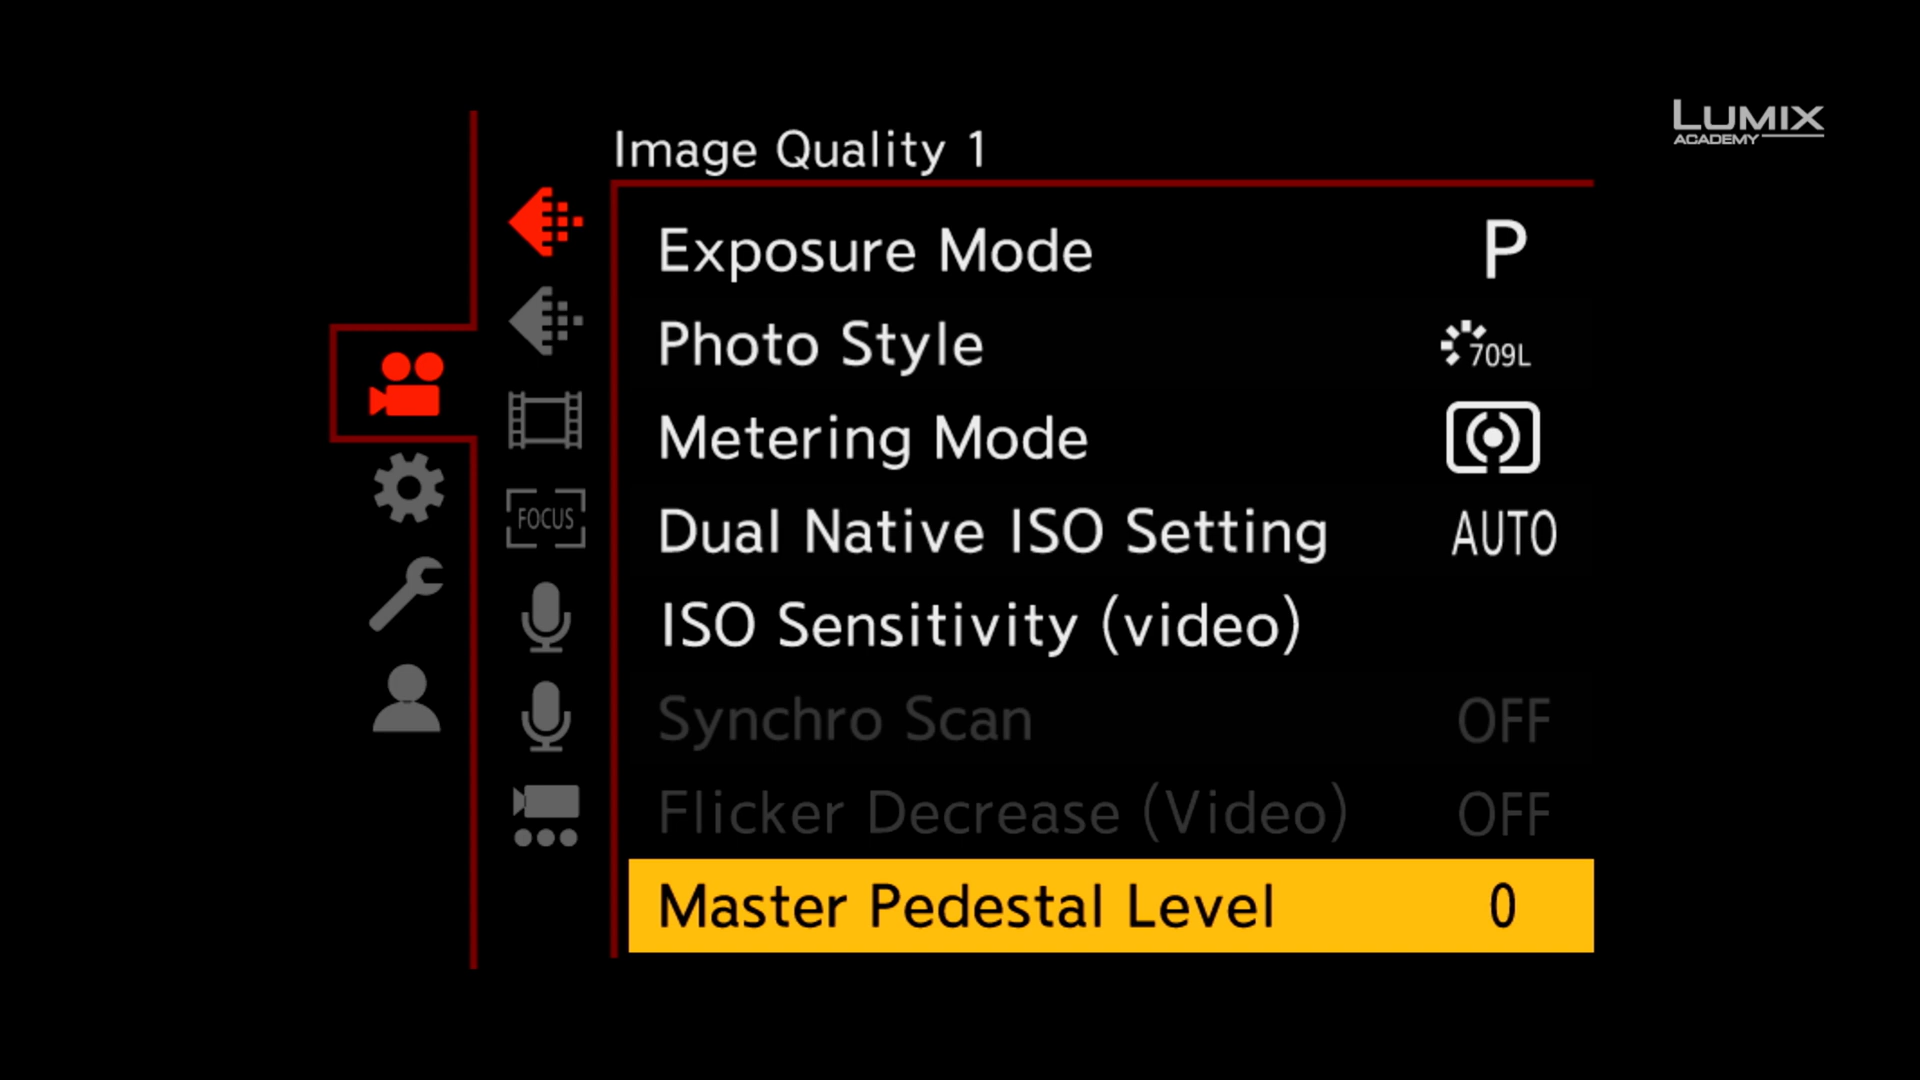 LUMIX
ACADEMY
Image Quality 1
Exposure Mode P
Photo Style 709L
Metering Mode
Dual Native ISO Setting AUTO
ISO Sensitivity (video)
FOCUS
Synchro Scan OFF
Flicker Decrease (Video) OFF
Master Pedestal Level 0